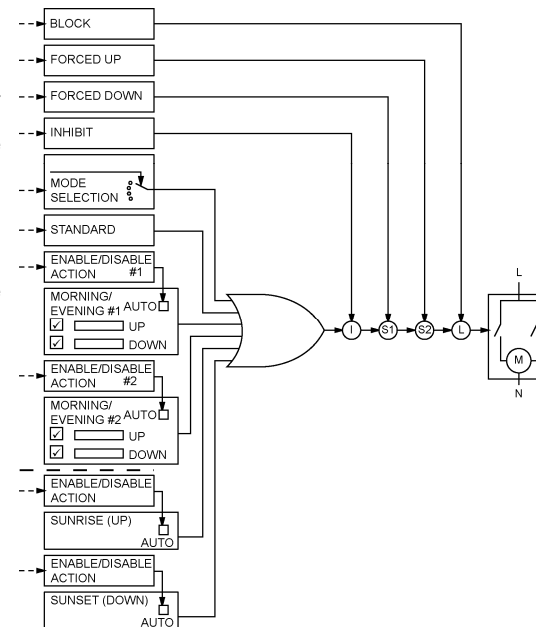 BLOCK
FORCED UP
FORCED DOWN
INHIBIT
MODE
SELECTION
STANDARD
ENABLE/DISABLE
ACTION #1
MORNING/
EVENING #1 AUTO
UP
DOWN
ENABLE/DISABLE
ACTION #2
MORNING/
EVENING #2 AUTO
UP
DOWN
ENABLE/DISABLE
ACTION
SUNRISE (UP)
AUTO
ENABLE/DISABLE
ACTION
SUNSET (DOWN)
AUTO
I S1 S2 L
L
M
N